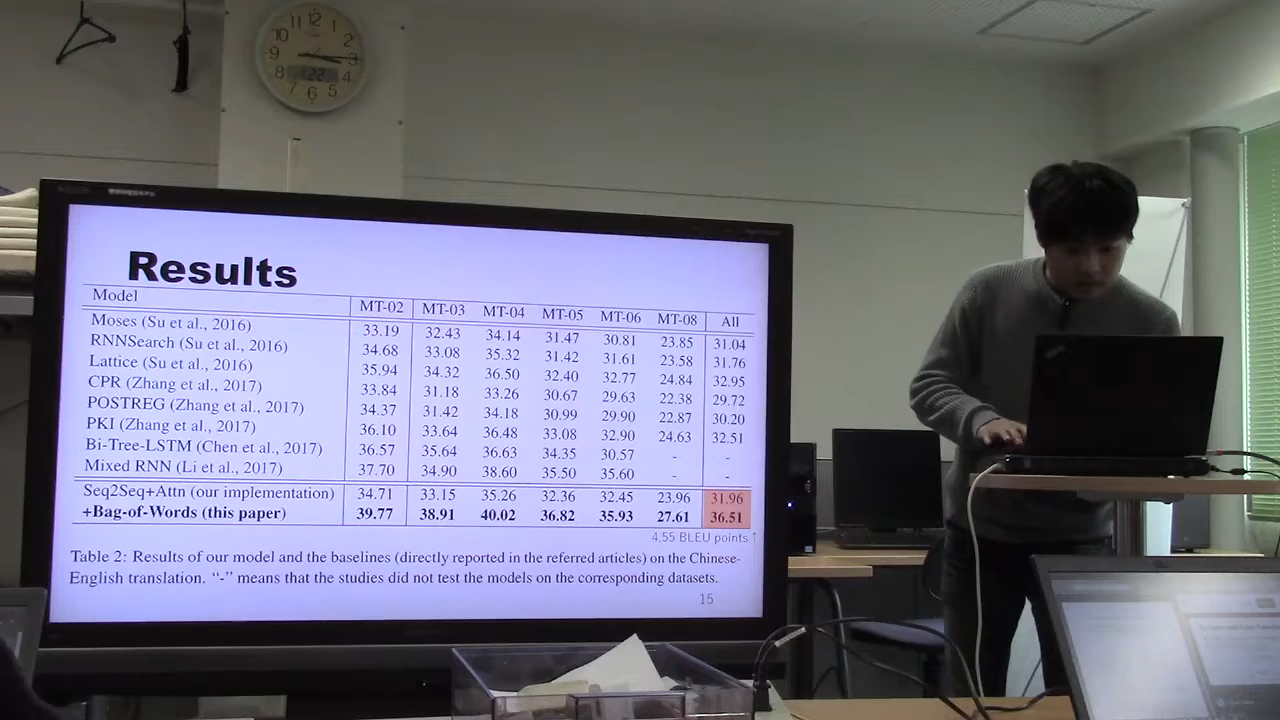 12
11
10
9
8
7
6
5
4
3
2
Results
Model MT-02 MT-03 MT-04 MT-05 MT-06 MT-08 All
Moses (Su et al., 2016) 33.19 32.43 34.14 31.47 30.81 23.85 31.04
RNNSearch (Su et al., 2016) 34.68 33.08 35.32 31.42 31.61 23.58 31.76
Lattice (Su et al., 2016) 35.94 34.32 36.50 32.40 32.77 24.84 32.95
CPR (Zhang et al., 2017) 33.84 31.18 33.26 30.67 29.63 22.38 29.72
POSTREG (Zhang et al., 2017) 34.37 31.42 34.18 30.99 29.90 22.87 30.20
PKI (Zhang et al., 2017) 36.10 33.64 36.48 33.08 32.90 24.63 32.51
Bi-Tree-LSTM (Chen et al., 2017) 36.57 35.64 36.63 34.35 30.57 - -
Mixed RNN (Li et al., 2017) 37.70 34.90 38.60 35.50 35.60 - -
Seq2Seq+Attn (our implementation) 34.71 33.15 35.26 32.36 32.45 23.96 31.96
+Bag-of-Words (this paper) 39.77 38.91 40.02 36.82 35.93 27.61 36.51
4.55 BLEU points ↑
Table 2: Results of our model and the baselines (directly reported in the referred articles) on the Chinese-
English translation. “-” means that the studies did not test the models on the corresponding datasets.
15